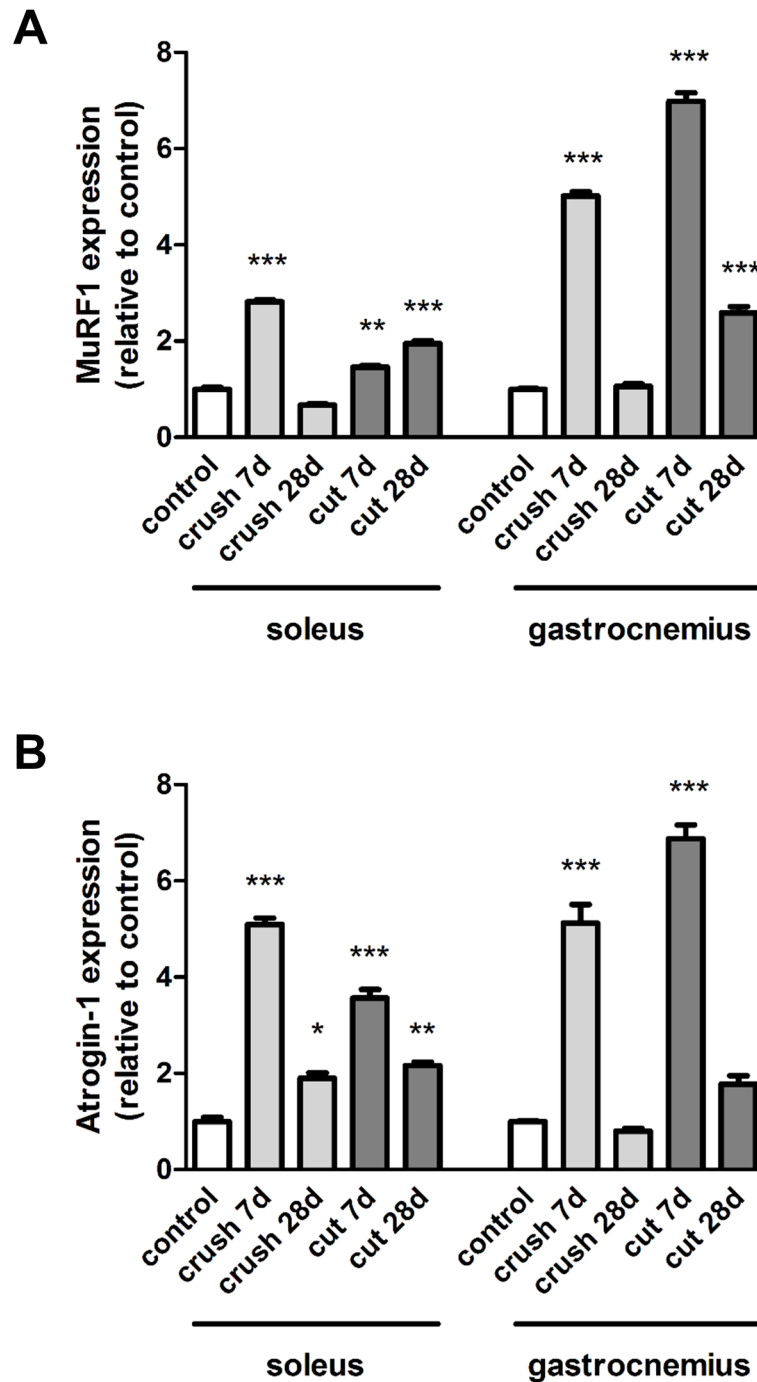 A
MuRF1 expression
(relative to control)
8
6
4
2
0
***
**
***
***
***
***
control
crush 7d
crush 28d
cut 7d
cut 28d
control
crush 7d
crush 28d
cut 7d
cut 28d
soleus
gastrocnemius
B
Atrogin-1 expression
(relative to control)
8
6
4
2
0
***
*
***
**
***
***
control
crush 7d
crush 28d
cut 7d
cut 28d
control
crush 7d
crush 28d
cut 7d
cut 28d
soleus
gastrocnemius